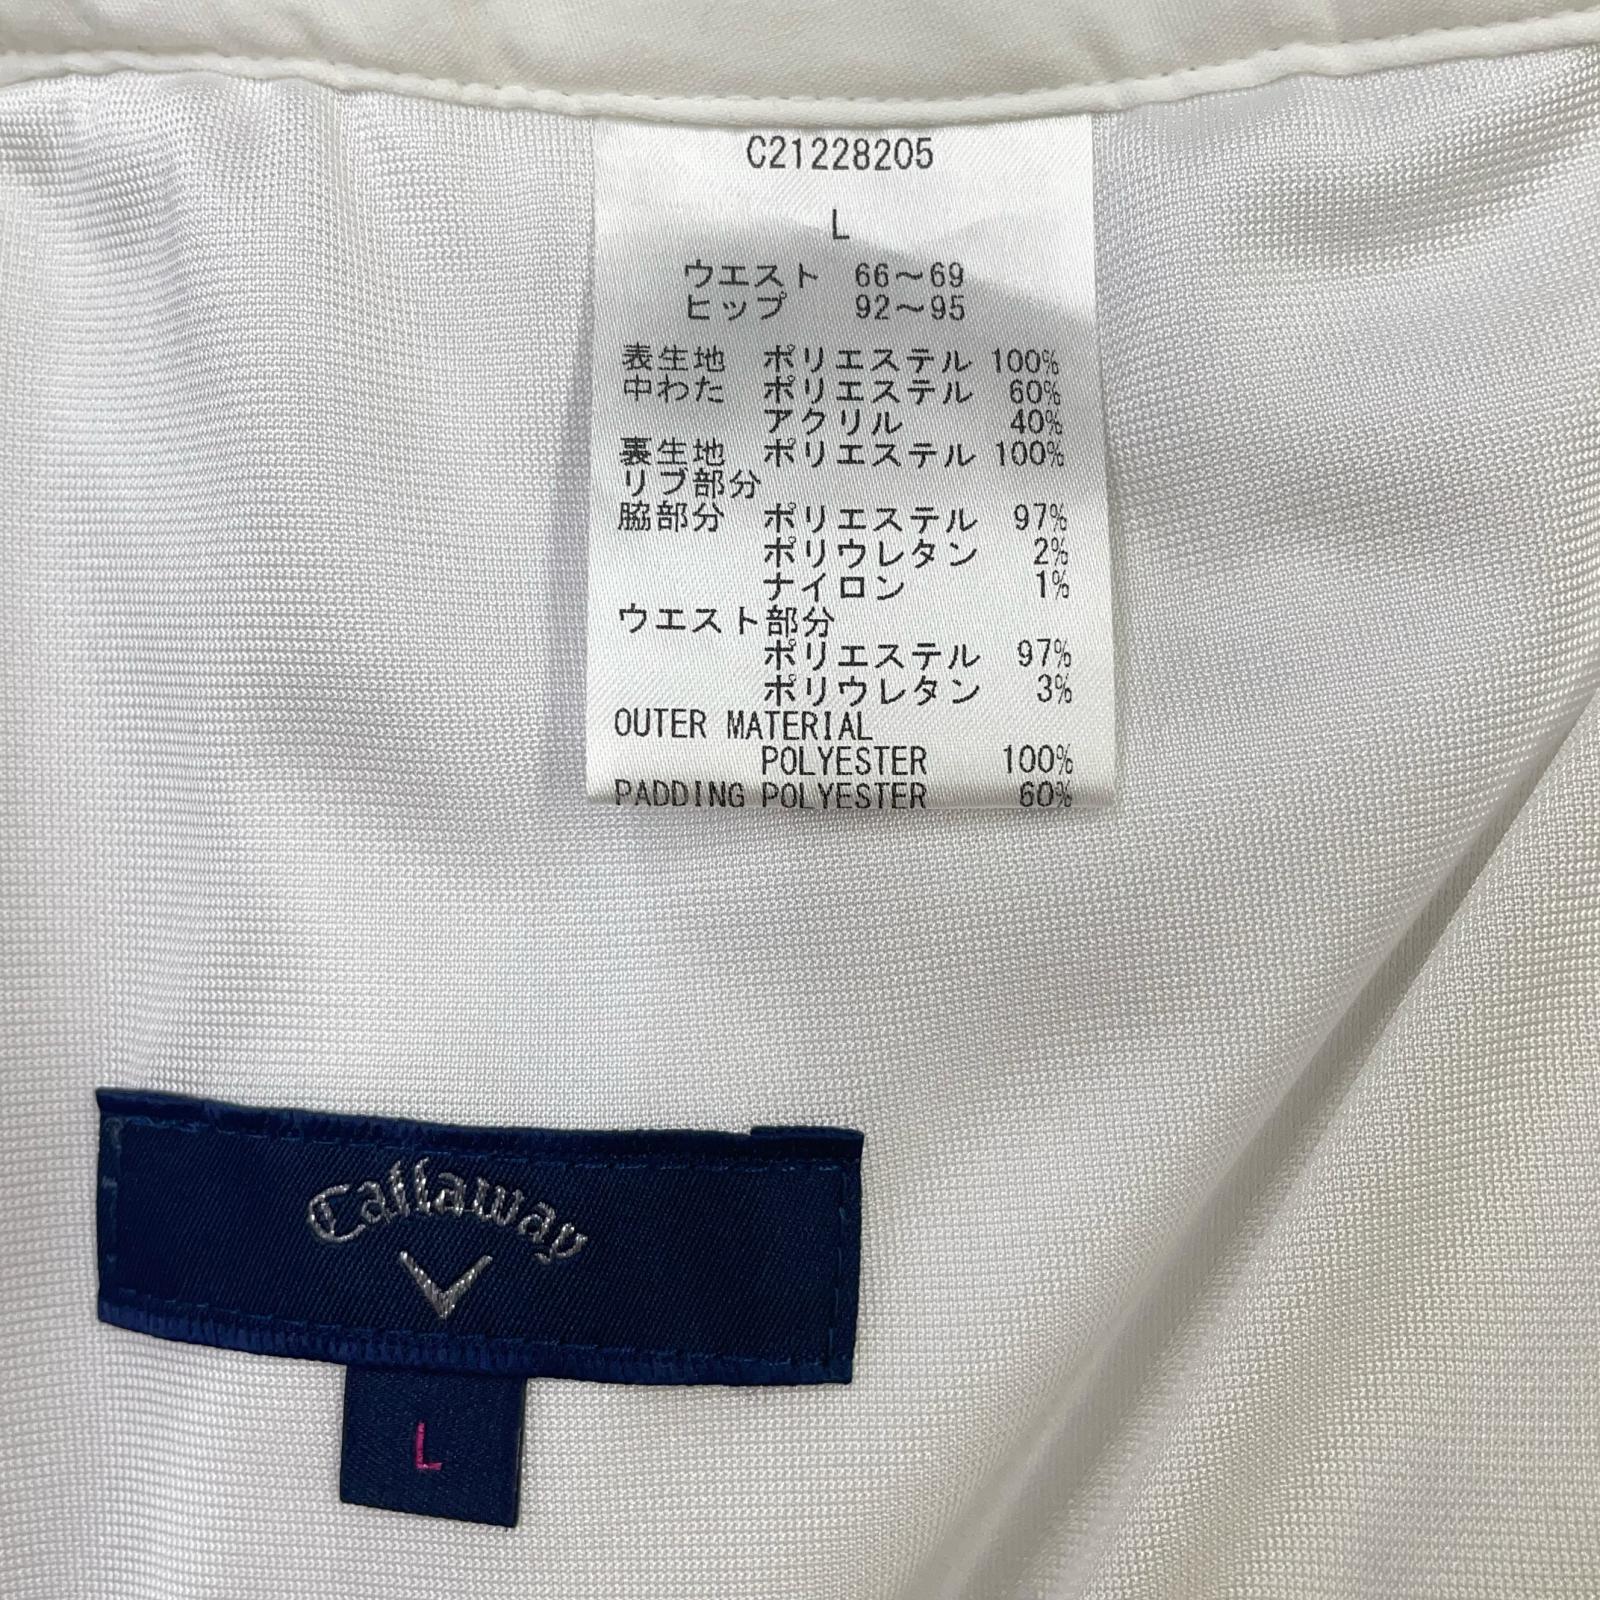 C21228205
L
ウエスト 66～69
ヒップ 92～95
表生地 ポリエステル 100%
中わた ポリエステル 60%
アクリル 40%
裏生地 ポリエステル 100%
リブ部分
脇部分 ポリエステル 97%
ポリウレタン 2%
ナイロン 1%
ウエスト部分
ポリエステル 97%
ポリウレタン 3%
OUTER MATERIAL
POLYESTER 100%
PADDING POLYESTER 60%
Callaway
L